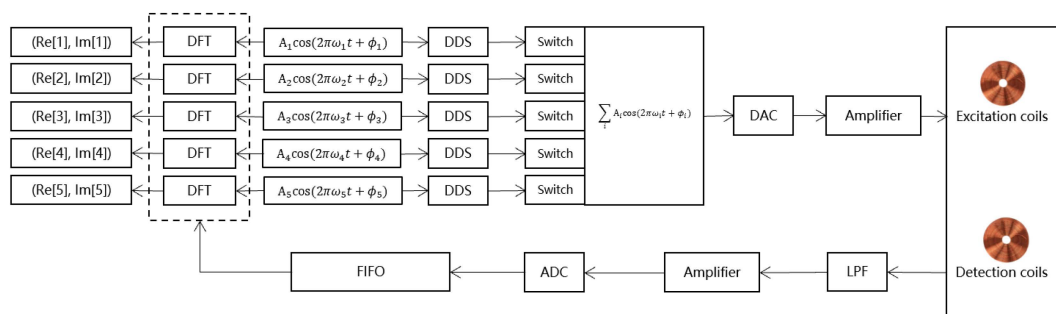 (Re[1], Im[1]) DFT A₁cos(2πω₁t + ϕ₁) DDS Switch
(Re[2], Im[2]) DFT A₂cos(2πω₂t + ϕ₂) DDS Switch
(Re[3], Im[3]) DFT A₃cos(2πω₃t + ϕ₃) DDS Switch
∑ᵢ Aᵢcos(2πωᵢt + ϕᵢ) DAC Amplifier Excitation coils
(Re[4], Im[4]) DFT A₄cos(2πω₄t + ϕ₄) DDS Switch
(Re[5], Im[5]) DFT A₅cos(2πω₅t + ϕ₅) DDS Switch
FIFO ADC Amplifier LPF Detection coils